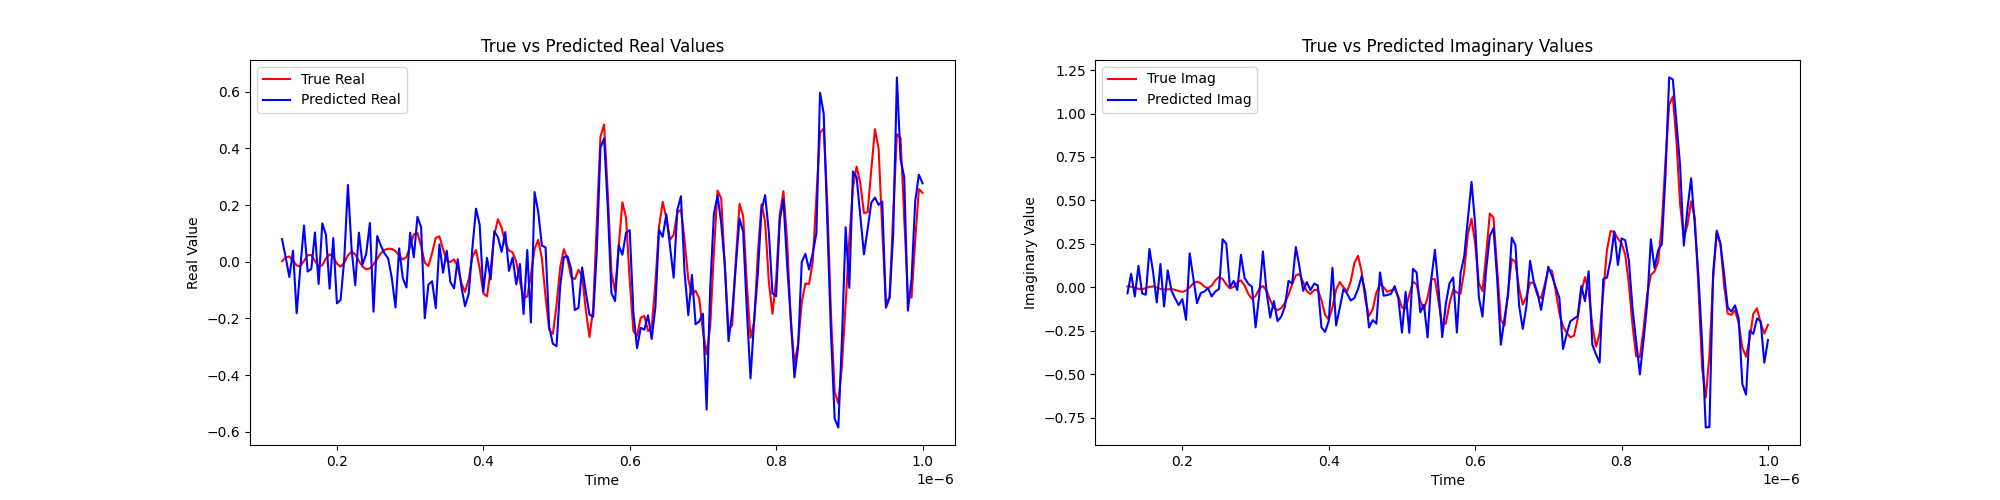 True vs Predicted Real Values
True Real
Predicted Real
Real Value
0.6
0.4
0.2
0.0
−0.2
−0.4
−0.6
0.2
0.4
0.6
0.8
1.0
1e−6
Time
True vs Predicted Imaginary Values
True Imag
Predicted Imag
Imaginary Value
1.25
1.00
0.75
0.50
0.25
0.00
−0.25
−0.50
−0.75
0.2
0.4
0.6
0.8
1.0
1e−6
Time